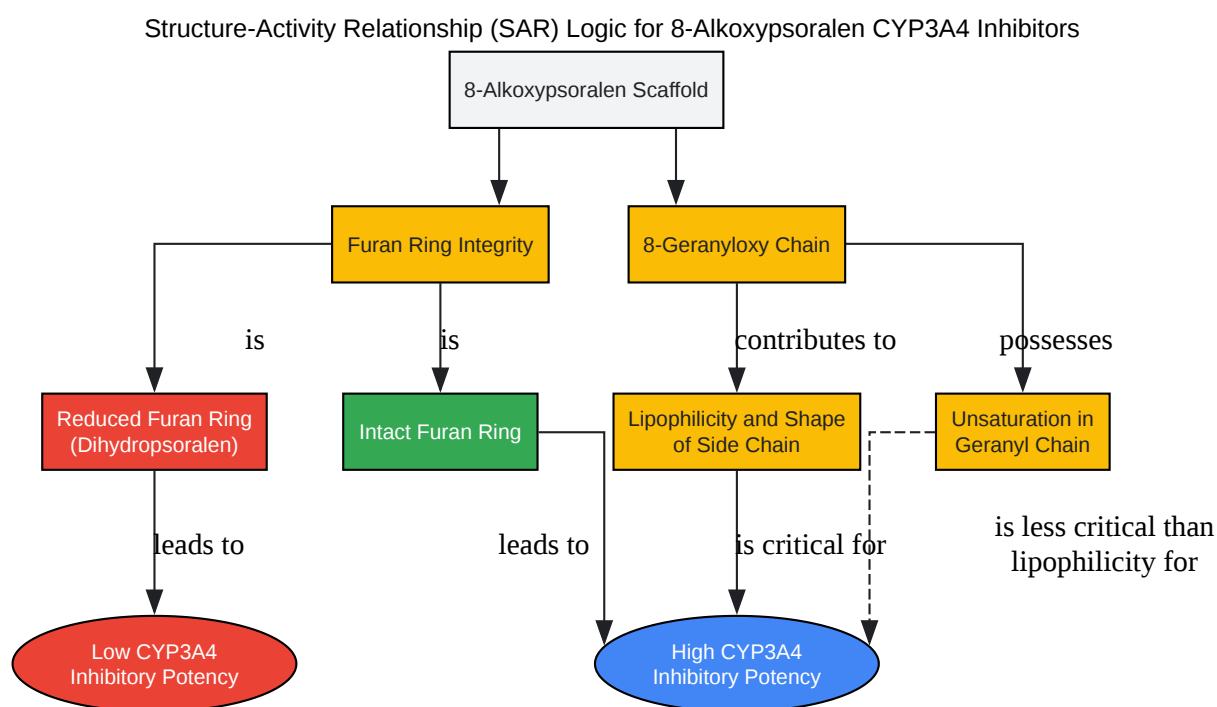 Structure-Activity Relationship (SAR) Logic for 8-Alkoxypsoralen CYP3A4 Inhibitors
8-Alkoxypsoralen Scaffold
Furan Ring Integrity
8-Geranyloxy Chain
is
is
contributes to
possesses
Reduced Furan Ring
(Dihydropsoralen)
Intact Furan Ring
Lipophilicity and Shape
of Side Chain
Unsaturation in
Geranyl Chain
leads to
leads to
is critical for
is less critical than
lipophilicity for
Low CYP3A4
Inhibitory Potency
High CYP3A4
Inhibitory Potency